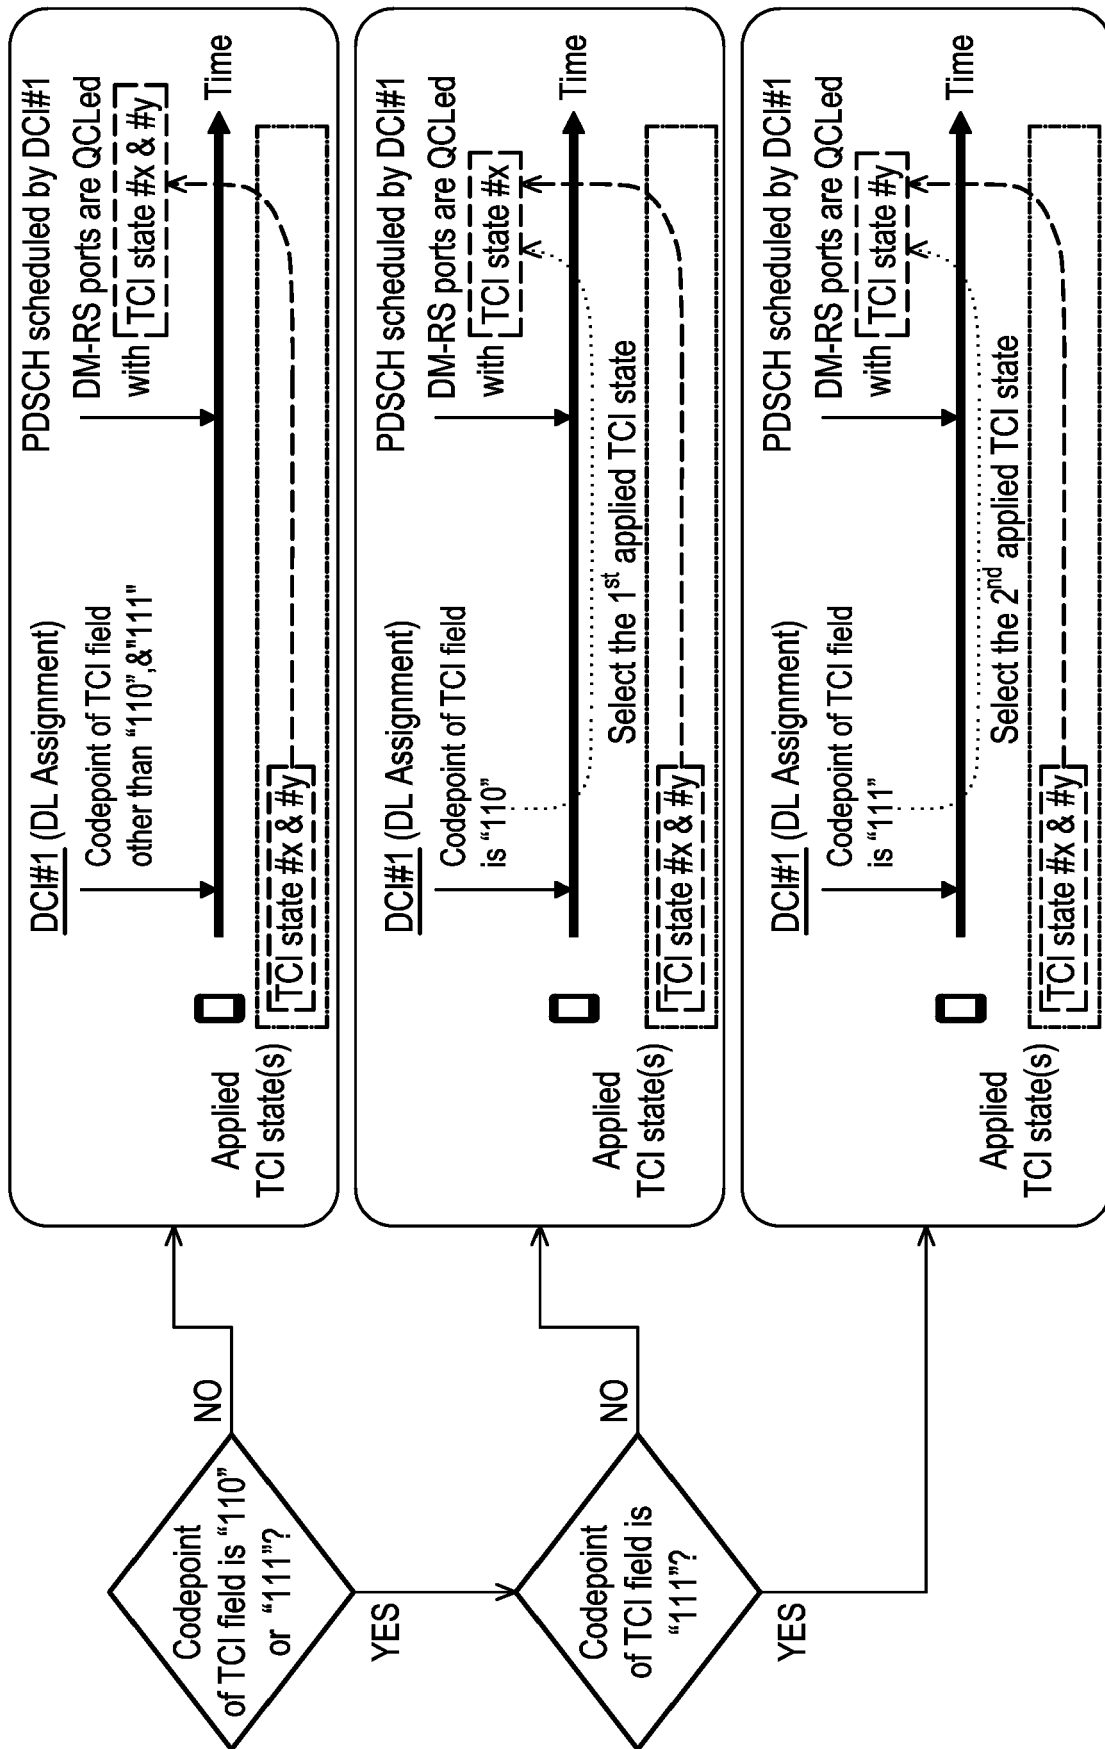 Codepoint
of TCI field is “110”
or “111”?
NO
YES
DCI#1 (DL Assignment)
Codepoint of TCI field
other than “110”,&"111"
PDSCH scheduled by DCI#1
DM-RS ports are QCLed
with TCI state #x & #y
Time
Applied
TCI state(s)
TCI state #x & #y
Codepoint
of TCI field is
“111”?
NO
YES
DCI#1 (DL Assignment)
Codepoint of TCI field
is “110”
PDSCH scheduled by DCI#1
DM-RS ports are QCLed
with TCI state #x
Time
Select the 1st applied TCI state
Applied
TCI state(s)
TCI state #x & #y
DCI#1 (DL Assignment)
Codepoint of TCI field
is “111”
PDSCH scheduled by DCI#1
DM-RS ports are QCLed
with TCI state #y
Time
Select the 2nd applied TCI state
Applied
TCI state(s)
TCI state #x & #y